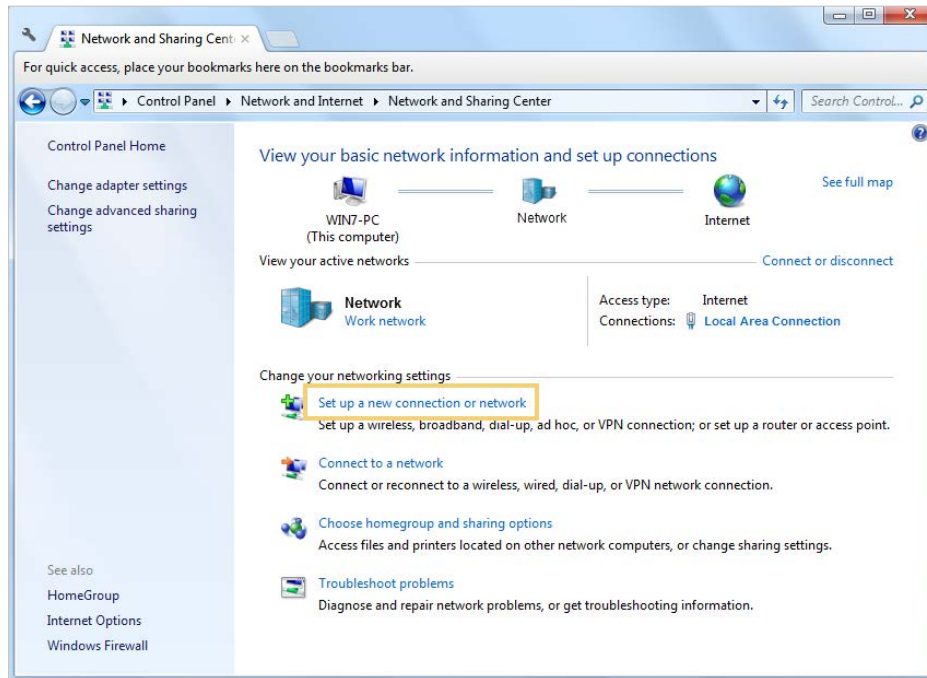 Network and Sharing Cent
For quick access, place your bookmarks here on the bookmarks bar.
Control Panel Network and Internet Network and Sharing Center Search Control...
Control Panel Home
Change adapter settings
Change advanced sharing
settings
See also
HomeGroup
Internet Options
Windows Firewall
View your basic network information and set up connections
See full map
WIN7-PC
(This computer)
Network
Internet
View your active networks
Connect or disconnect
Network
Work network
Access type: Internet
Connections: Local Area Connection
Change your networking settings
Set up a new connection or network
Set up a wireless, broadband, dial-up, ad hoc, or VPN connection; or set up a router or access point.
Connect to a network
Connect or reconnect to a wireless, wired, dial-up, or VPN network connection.
Choose homegroup and sharing options
Access files and printers located on other network computers, or change sharing settings.
Troubleshoot problems
Diagnose and repair network problems, or get troubleshooting information.